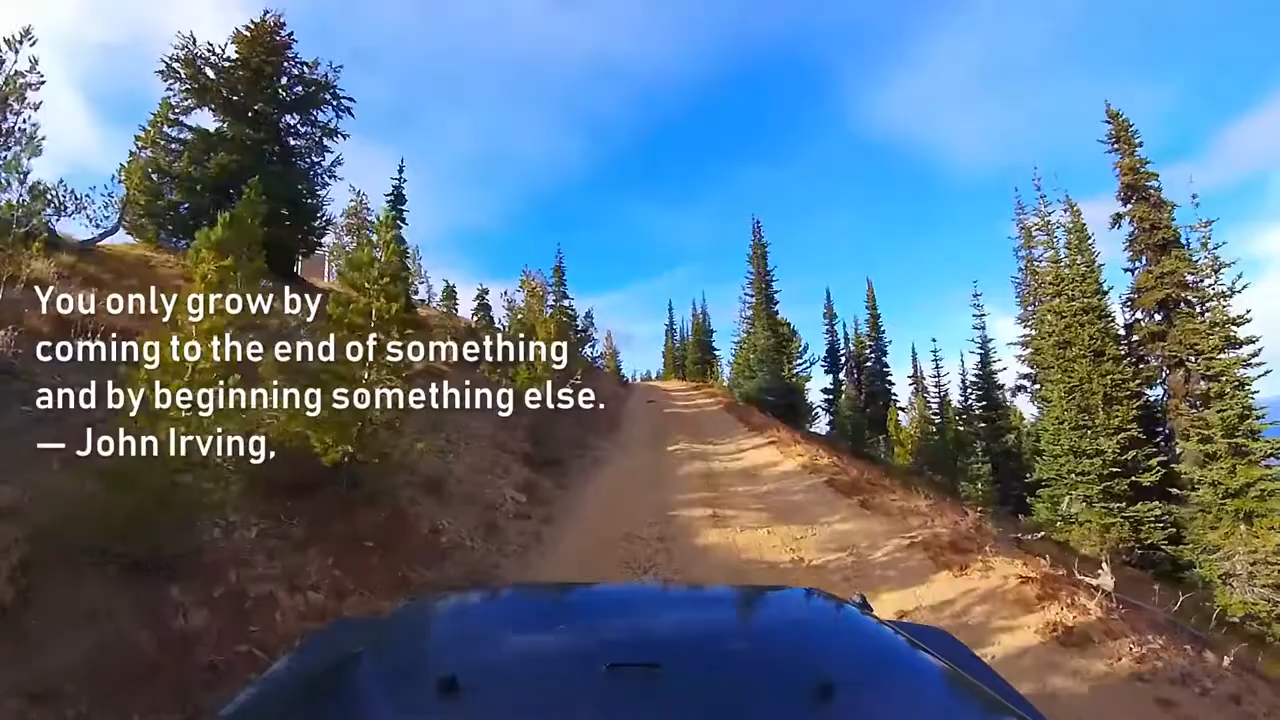 You only grow by
coming to the end of something
and by beginning something else.
— John Irving,